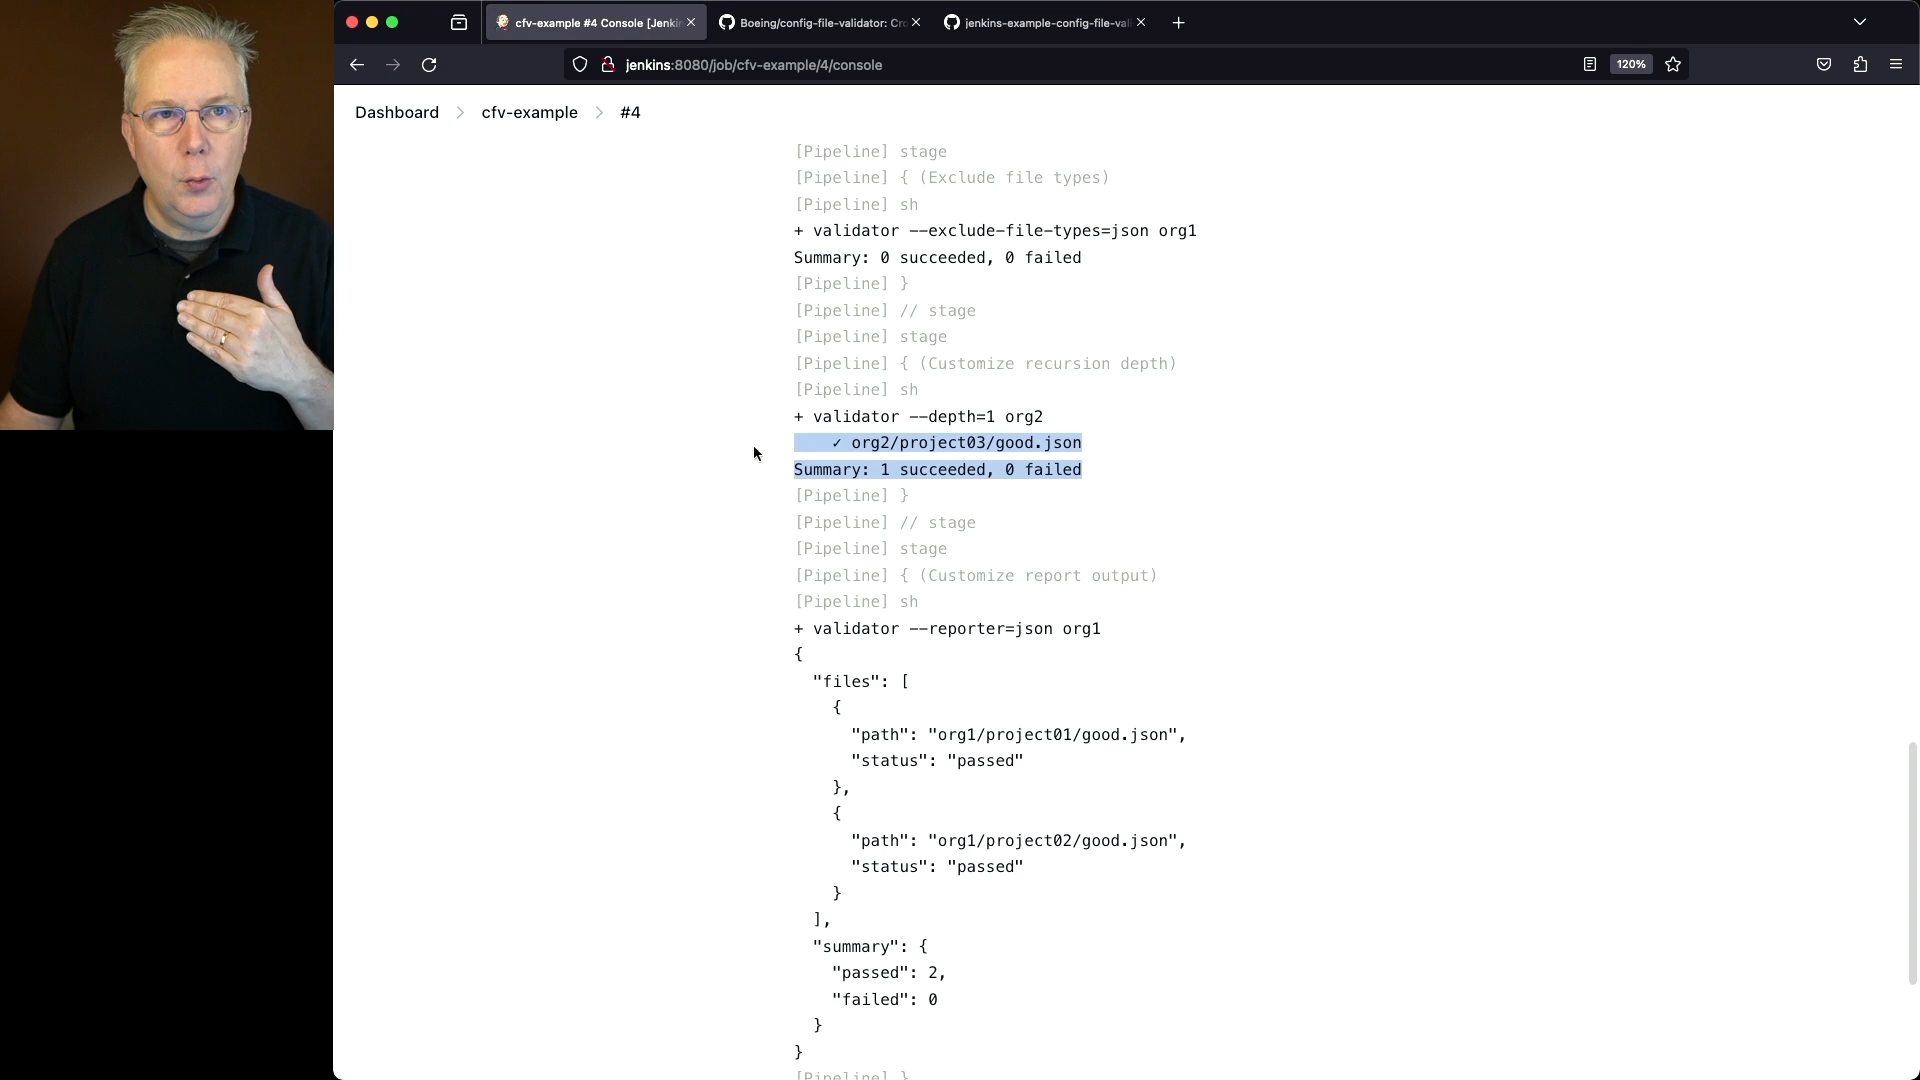 cfv-example #4 Console [Jenkin
Boeing/config-file-validator: Cro
jenkins-example-config-file-vali
jenkins:8080/job/cfv-example/4/console
120%
Dashboard
cfv-example
#4
[Pipeline] stage
[Pipeline] { (Exclude file types)
[Pipeline] sh
+ validator --exclude-file-types=json org1
Summary: 0 succeeded, 0 failed
[Pipeline] }
[Pipeline] // stage
[Pipeline] stage
[Pipeline] { (Customize recursion depth)
[Pipeline] sh
+ validator --depth=1 org2
✓ org2/project03/good.json
Summary: 1 succeeded, 0 failed
[Pipeline] }
[Pipeline] // stage
[Pipeline] stage
[Pipeline] { (Customize report output)
[Pipeline] sh
+ validator --reporter=json org1
{
"files": [
{
"path": "org1/project01/good.json",
"status": "passed"
},
{
"path": "org1/project02/good.json",
"status": "passed"
}
],
"summary": {
"passed": 2,
"failed": 0
}
}
[Pipeline] }